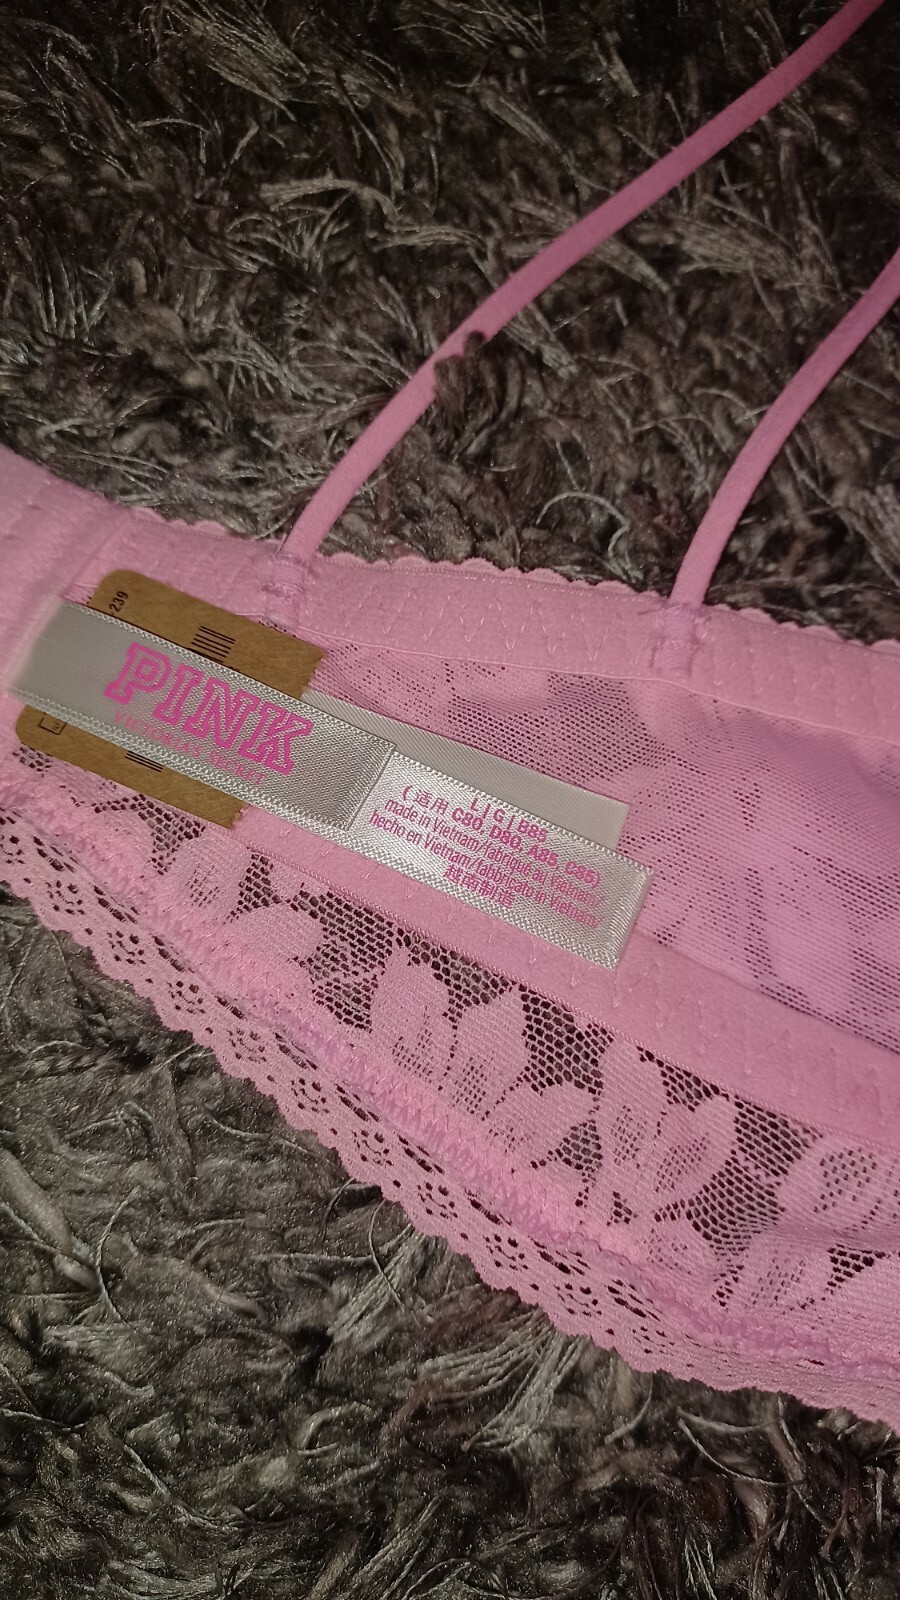 239
PINK
VICTORIA'S SECRET
L | G | B85
(适用 C80, D80, A85, C85)
made in Vietnam/fabriqué au Vietnam/
hecho en Vietnam/fabbricato in Vietnam/
越南制造